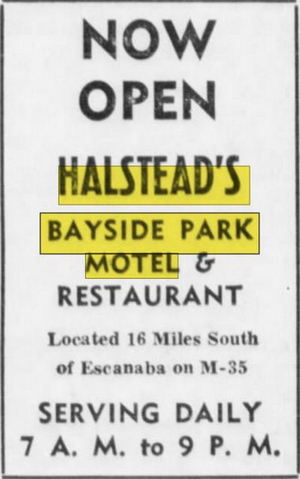 NOW
OPEN
HALSTEAD'S
BAYSIDE PARK
MOTEL &
RESTAURANT
Located 16 Miles South
of Escanaba on M-35
SERVING DAILY
7 A. M. to 9 P. M.